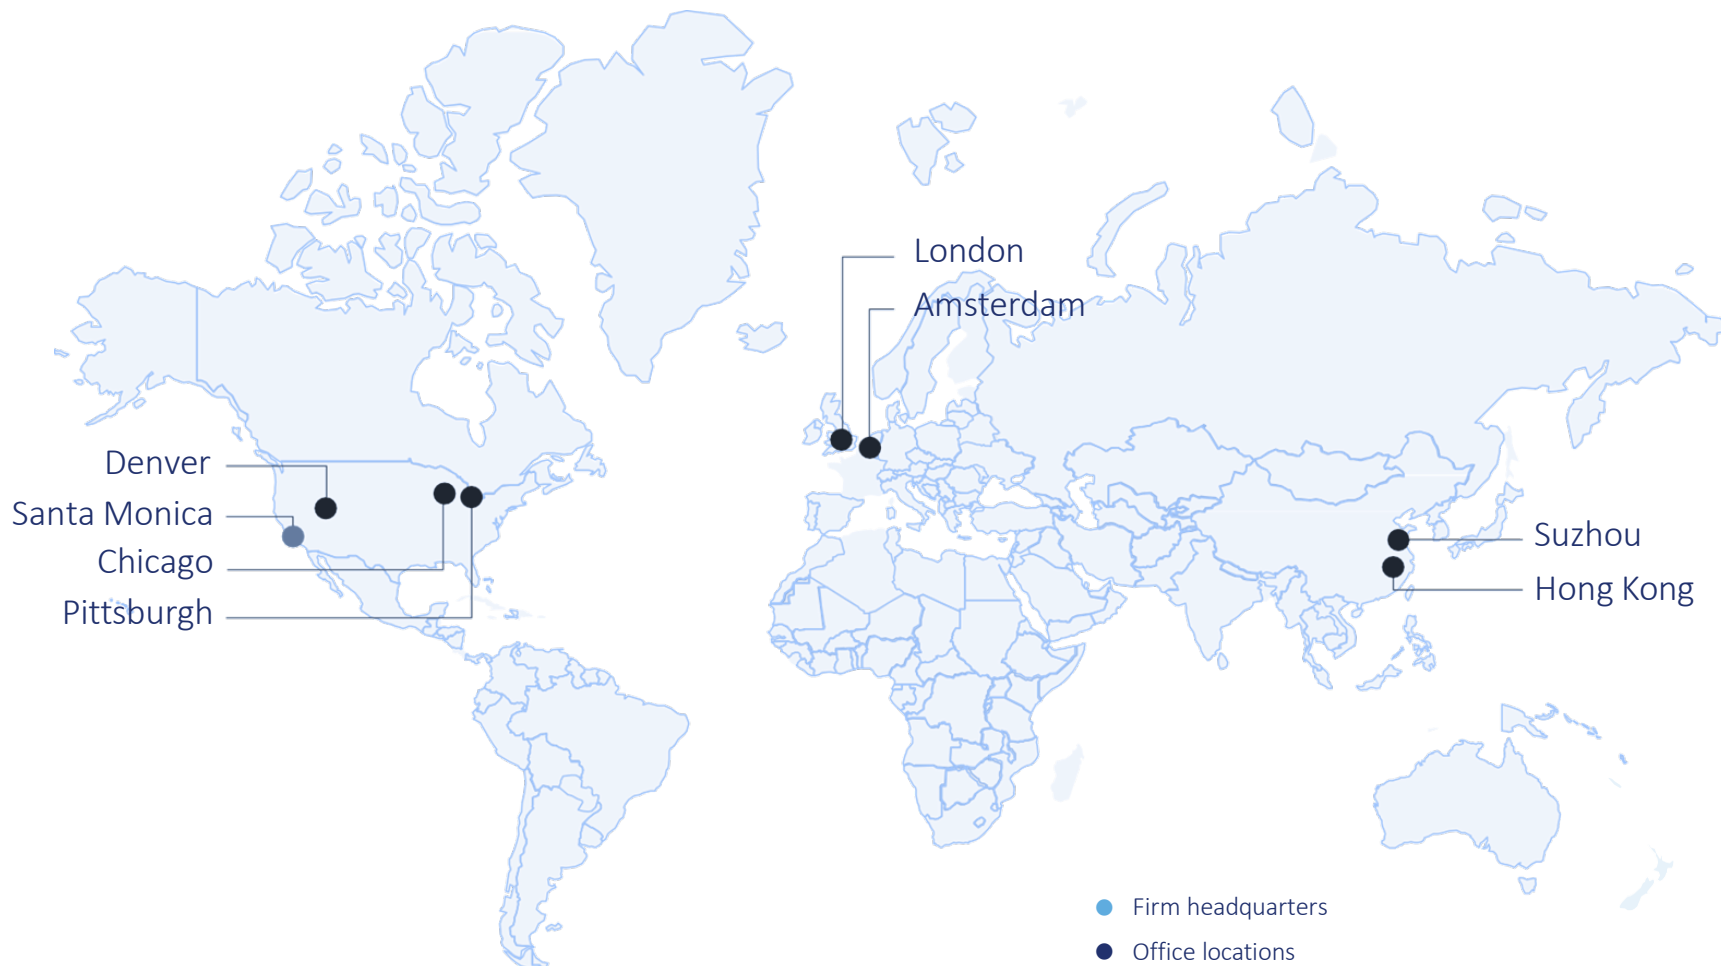 London
Amsterdam
Denver
Santa Monica
Chicago
Pittsburgh
Suzhou
Hong Kong
Firm headquarters
Office locations